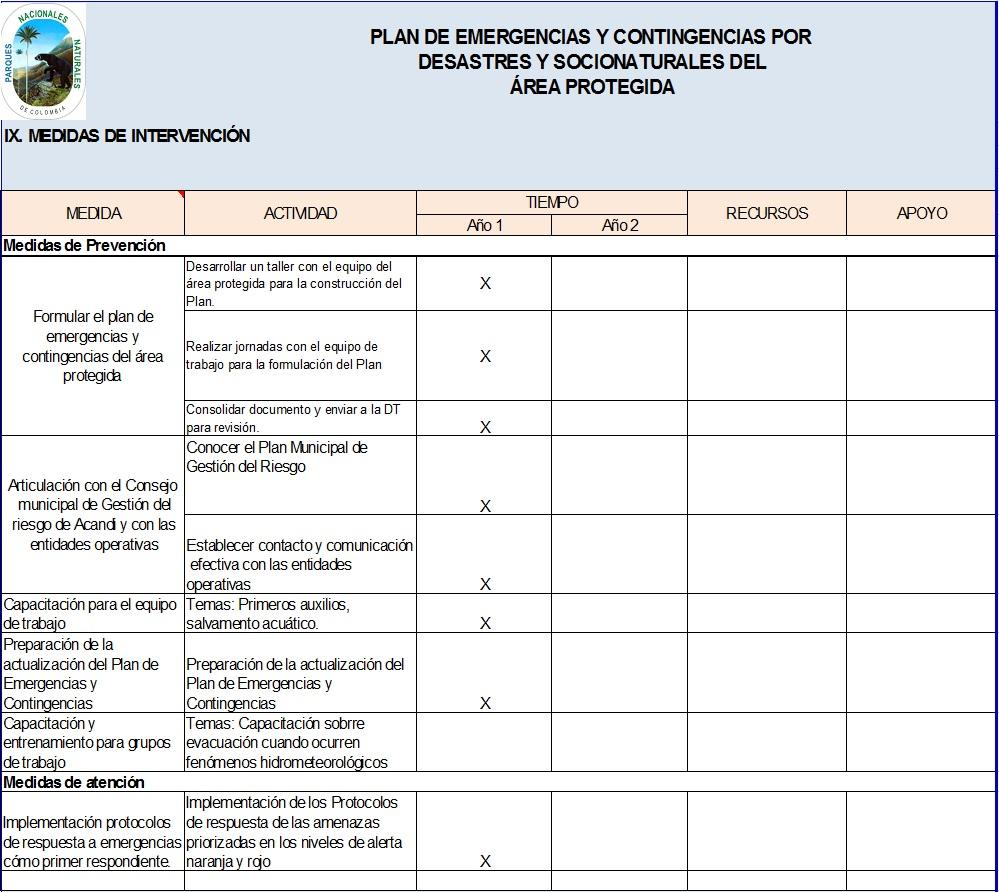 PARQUES NACIONALES NATURALES
DE COLOMBIA
PLAN DE EMERGENCIAS Y CONTINGENCIAS POR
DESASTRES Y SOCIONATURALES DEL
ÁREA PROTEGIDA
IX. MEDIDAS DE INTERVENCIÓN
MEDIDA ACTIVIDAD TIEMPO RECURSOS APOYO
Año 1 Año 2
Medidas de Prevención
Formular el plan de
emergencias y
contingencias del área
protegida
Desarrollar un taller con el equipo del
área protegida para la construcción del
Plan.
X
Realizar jornadas con el equipo de
trabajo para la formulación del Plan
X
Consolidar documento y enviar a la DT
para revisión.
X
Articulación con el Consejo
municipal de Gestión del
riesgo de Acandi y con las
entidades operativas
Conocer el Plan Municipal de
Gestión del Riesgo
X
Establecer contacto y comunicación
efectiva con las entidades
operativas
X
Capacitación para el equipo
de trabajo
Temas: Primeros auxilios,
salvamento acuático.
X
Preparación de la
actualización del Plan de
Emergencias y
Contingencias
Preparación de la actualización del
Plan de Emergencias y
Contingencias
X
Capacitación y
entrenamiento para grupos
de trabajo
Temas: Capacitación sobrre
evacuación cuando ocurren
fenómenos hidrometeorológicos
Medidas de atención
Implementación protocolos
de respuesta a emergencias
cómo primer respondiente.
Implementación de los Protocolos
de respuesta de las amenazas
priorizadas en los niveles de alerta
naranja y rojo
X